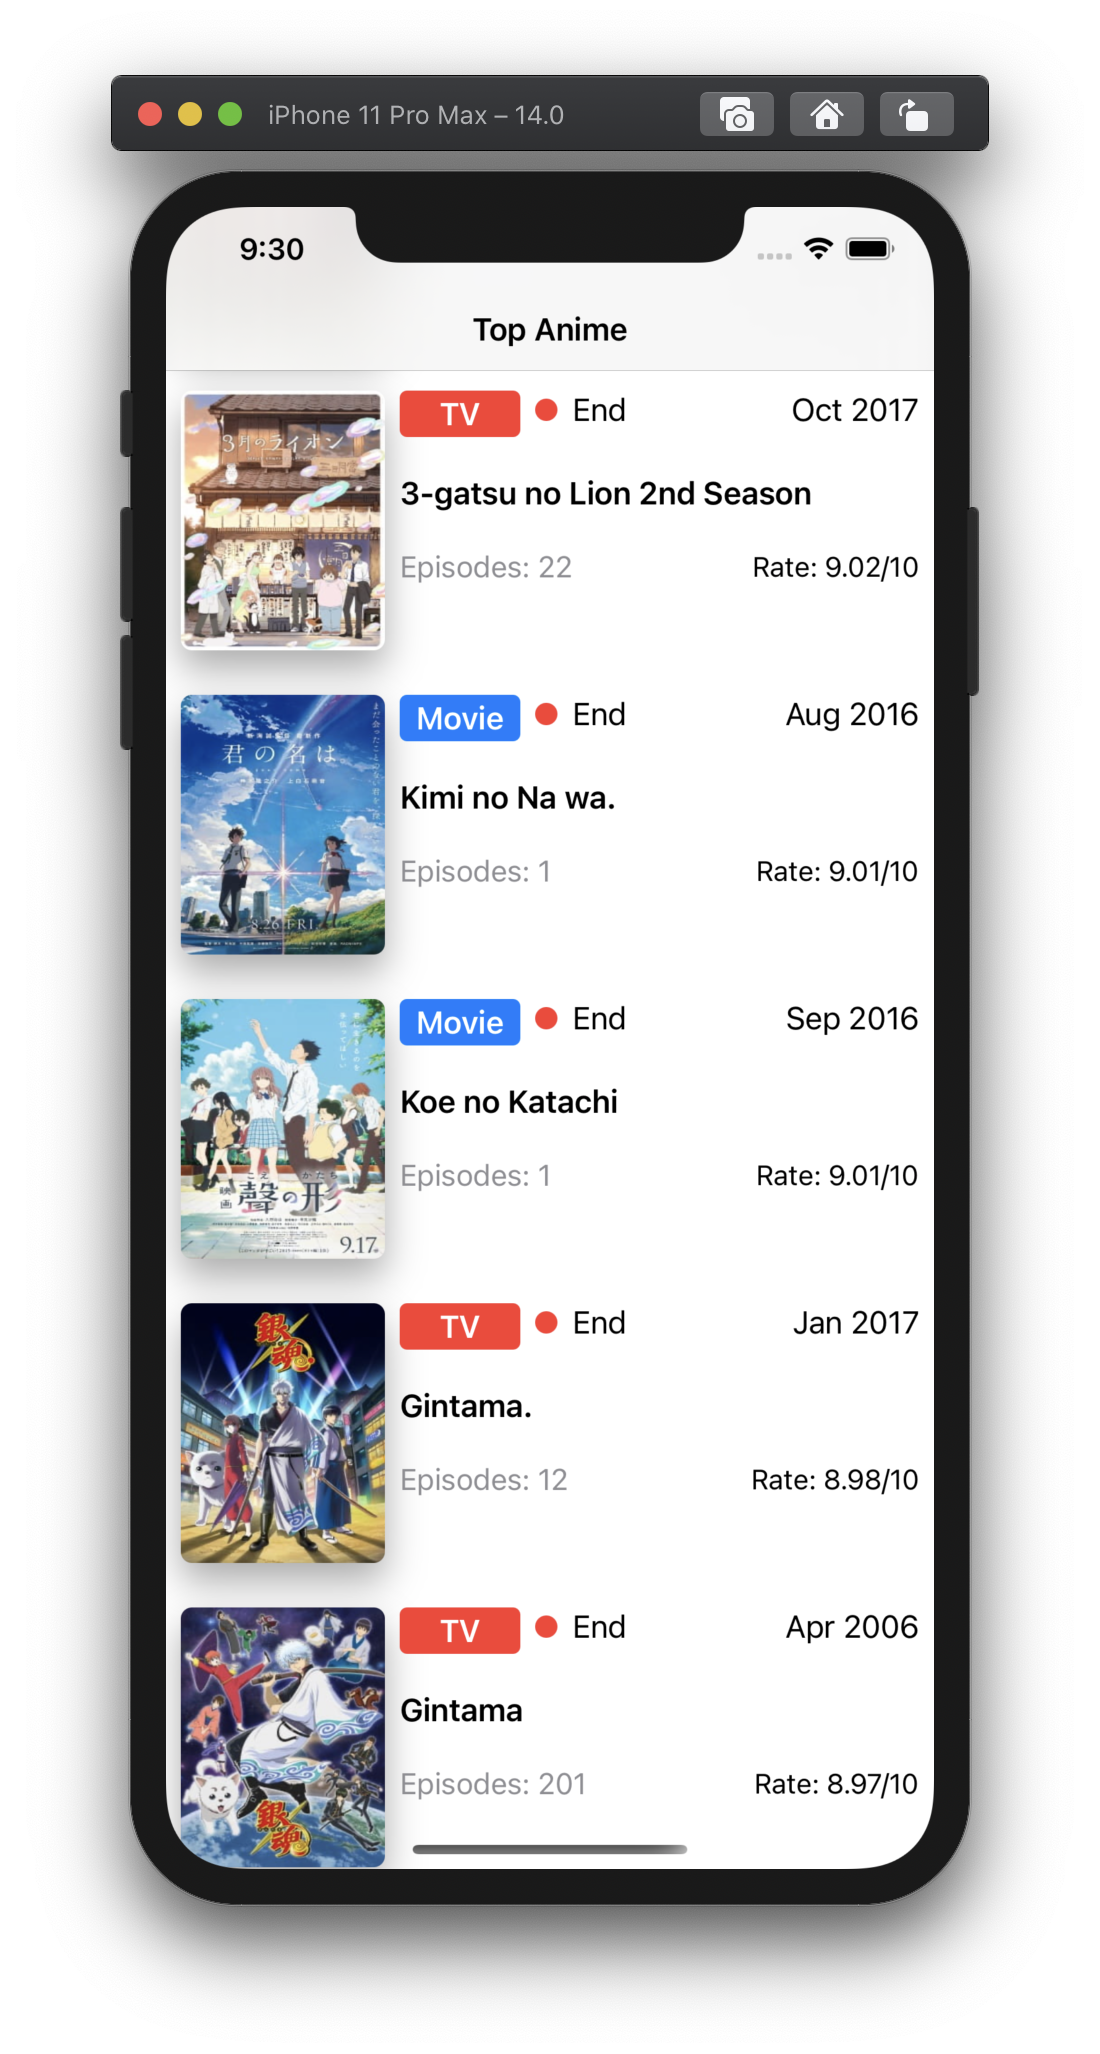 iPhone 11 Pro Max – 14.0
9:30
Top Anime
3月のライオン
TV End Oct 2017
3-gatsu no Lion 2nd Season
Episodes: 22 Rate: 9.02/10
君の名は。
8.26 FRI
Movie End Aug 2016
Kimi no Na wa.
Episodes: 1 Rate: 9.01/10
映画 聲の形
こえ かたち
9.17
Movie End Sep 2016
Koe no Katachi
Episodes: 1 Rate: 9.01/10
銀魂.
TV End Jan 2017
Gintama.
Episodes: 12 Rate: 8.98/10
銀魂
TV End Apr 2006
Gintama
Episodes: 201 Rate: 8.97/10